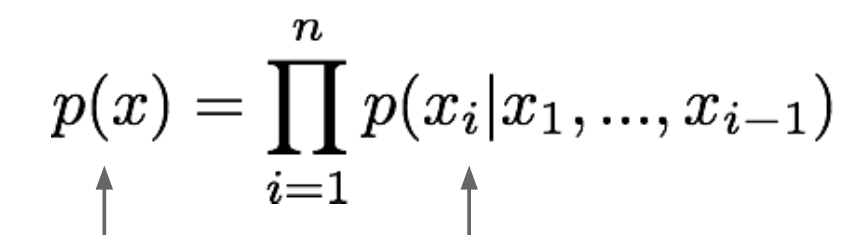 p(x) = ∏_{i=1}^{n} p(x_i|x_1, ..., x_{i-1})